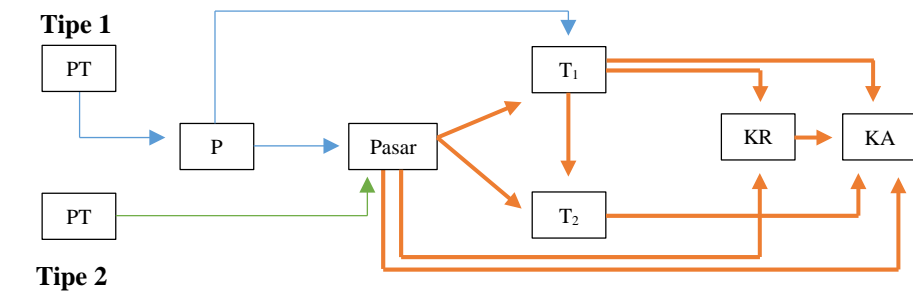 Tipe 1
PT
P
Pasar
T₁
KR
KA
PT
T₂
Tipe 2